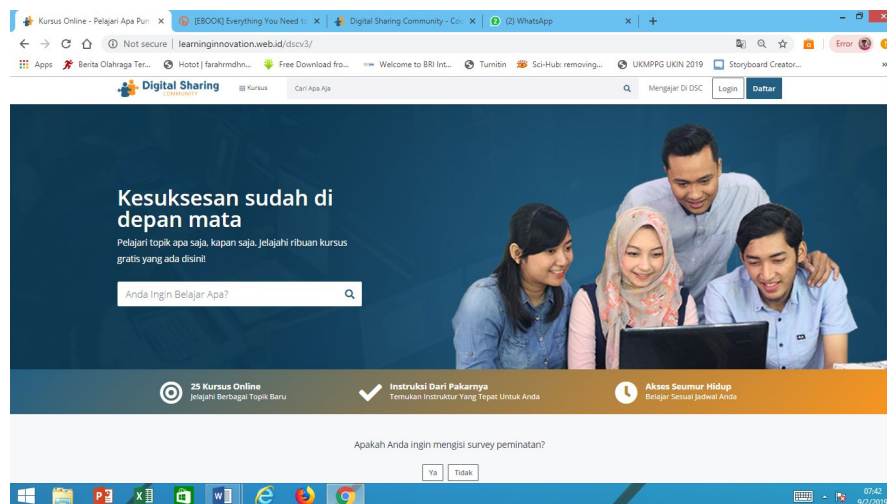 Kursus Online - Pelajari Apa Pun
[EBOOK] Everything You Need to
Digital Sharing Community - Co
(2) WhatsApp
Not secure | learninginnovation.web.id/dscv3/
Error
Apps
Berita Olahraga Ter...
Hotot | farahrmdhn...
Free Download fro...
Welcome to BRI Int...
Turnitin
Sci-Hub: removing...
UKMPPG UKIN 2019
Storyboard Creator...
Digital Sharing
COMMUNITY
Kursus
Cari Apa Aja
Mengajar Di DSC
Login
Daftar
Kesuksesan sudah di
depan mata
Pelajari topik apa saja, kapan saja. Jelajahi ribuan kursus
gratis yang ada disini!
Anda Ingin Belajar Apa?
25 Kursus Online
Jelajahi Berbagai Topik Baru
Instruksi Dari Pakarnya
Temukan Instruktur Yang Tepat Untuk Anda
Akses Seumur Hidup
Belajar Sesuai Jadwal Anda
Apakah Anda ingin mengisi survey peminatan?
Ya
Tidak
07:42
9/2/2019